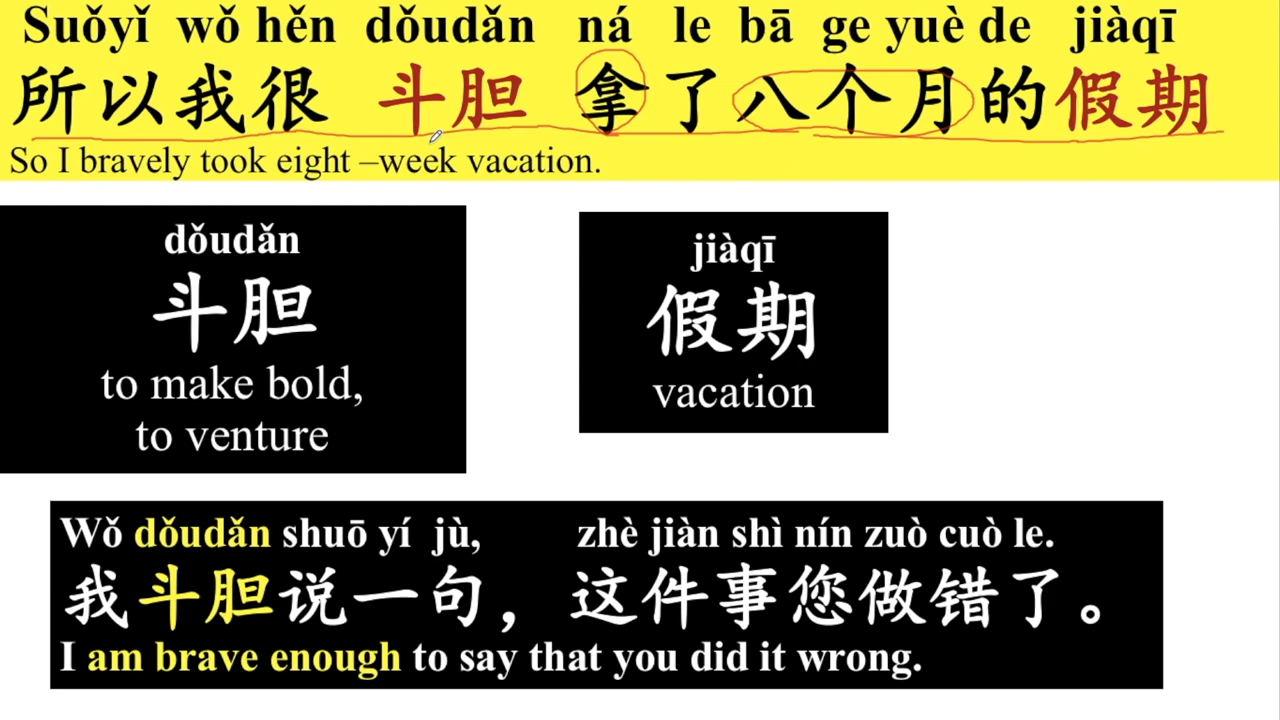 Suǒyǐ wǒ hěn dǒudǎn ná le bā ge yuè de jiàqī
所以我很 斗胆 拿了八个月的假期
So I bravely took eight –week vacation.
dǒudǎn
斗胆
to make bold,
to venture
jiàqī
假期
vacation
Wǒ dǒudǎn shuō yí jù, zhè jiàn shì nín zuò cuò le.
我斗胆说一句，这件事您做错了。
I am brave enough to say that you did it wrong.